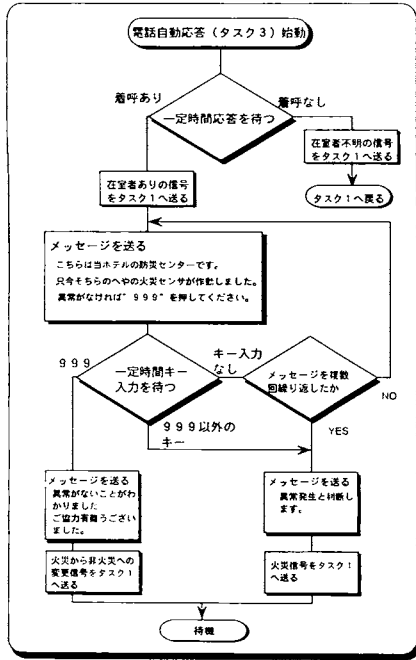 電話自動応答（タスク３）始動
着呼あり
一定時間応答を待つ
着呼なし
在室者不明の信号
をタスク１へ送る
タスク１へ戻る
在室者ありの信号
をタスク１へ送る
メッセージを送る
こちらは当ホテルの防災センターです。
只今そちらのへやの火災センサが作動しました。
異常がなければ"９９９"を押してください。
９９９
一定時間キー
入力を待つ
キー入力
なし
メッセージを複数
回繰り返したか
NO
９９９以外の
キー
YES
メッセージを送る
異常がないことがわ
かりました
ご協力有難うござい
ました。
メッセージを送る
異常発生と判断し
ます。
火災から非火災への
変更信号をタスク１
へ送る
火災信号をタスク１
へ送る
待機